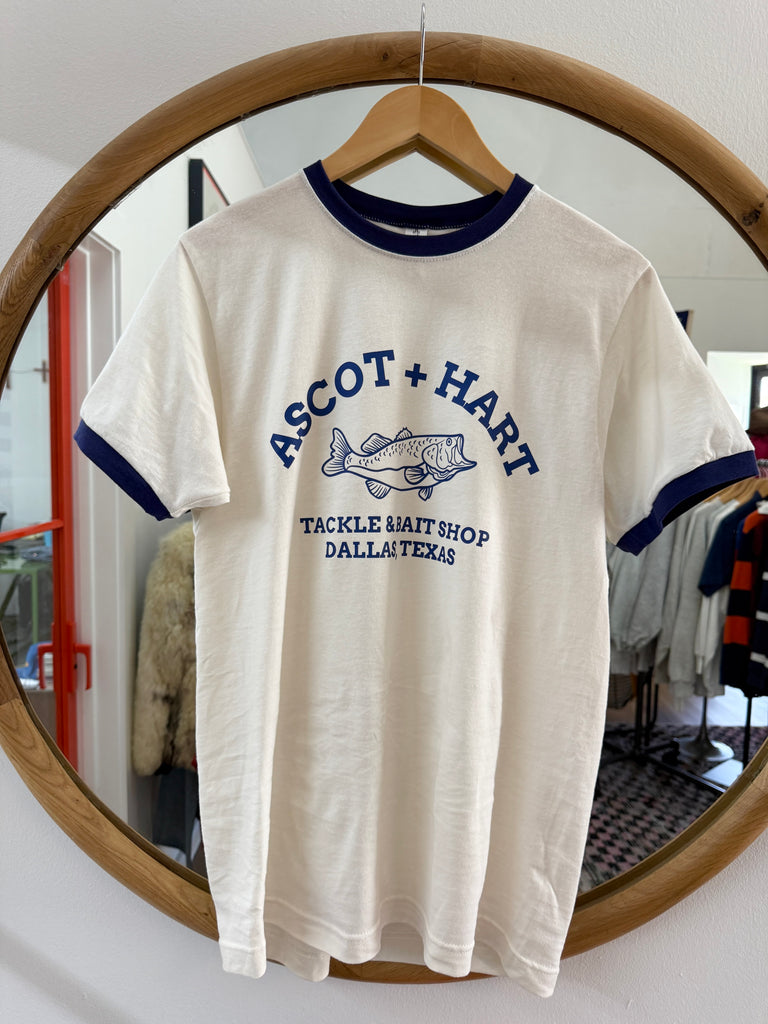 ASCOT + HART
TACKLE & BAIT SHOP
DALLAS, TEXAS